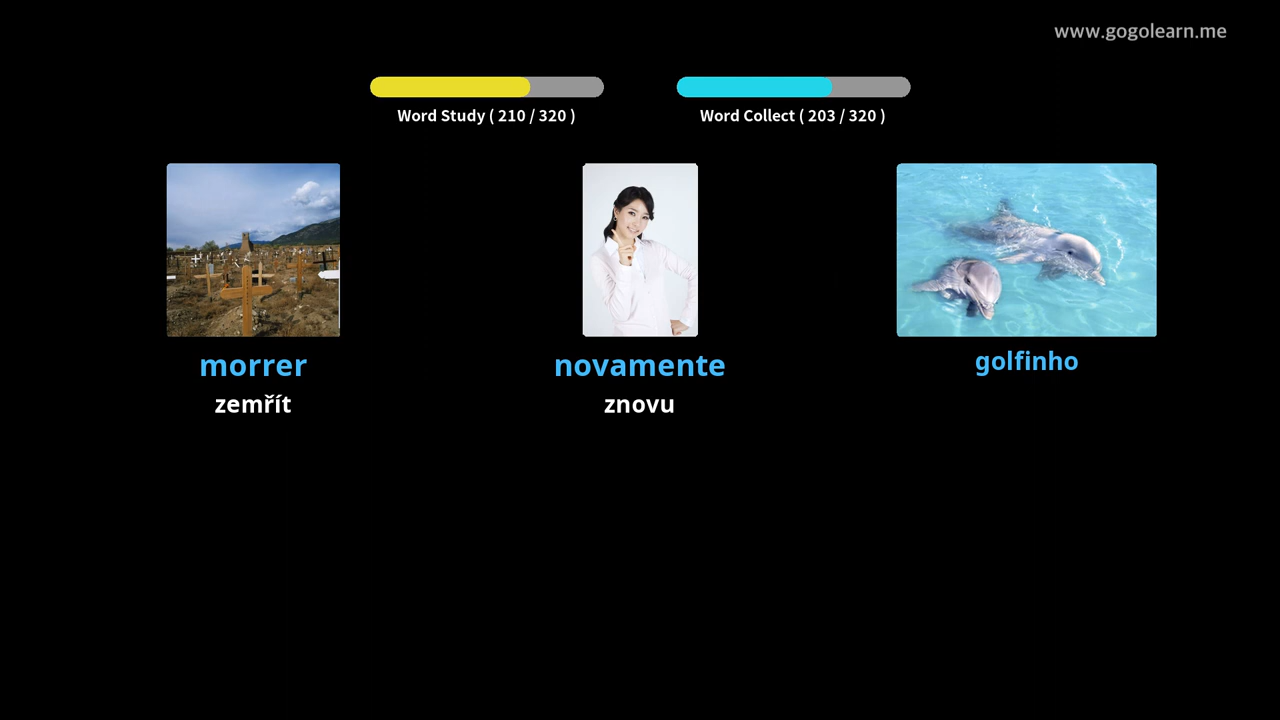 www.gogolearn.me
Word Study ( 210 / 320 )
Word Collect ( 203 / 320 )
morrer
zemřít
novamente
znovu
golfinho